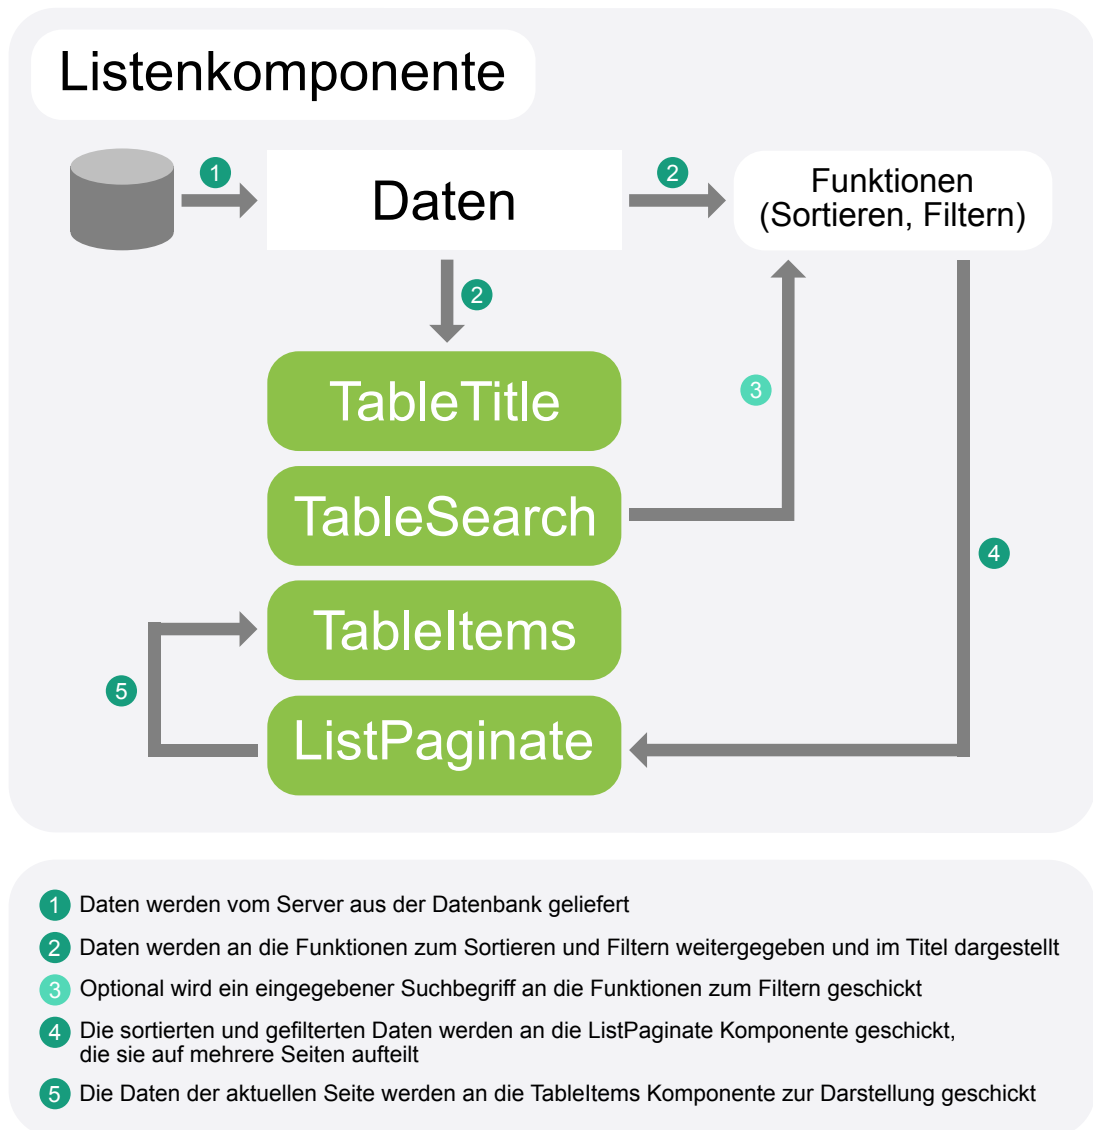 Listenkomponente
1
Daten
2
Funktionen
(Sortieren, Filtern)
2
TableTitle
3
TableSearch
4
TableItems
5
ListPaginate
1 Daten werden vom Server aus der Datenbank geliefert
2 Daten werden an die Funktionen zum Sortieren und Filtern weitergegeben und im Titel dargestellt
3 Optional wird ein eingegebener Suchbegriff an die Funktionen zum Filtern geschickt
4 Die sortierten und gefilterten Daten werden an die ListPaginate Komponente geschickt,
die sie auf mehrere Seiten aufteilt
5 Die Daten der aktuellen Seite werden an die TableItems Komponente zur Darstellung geschickt